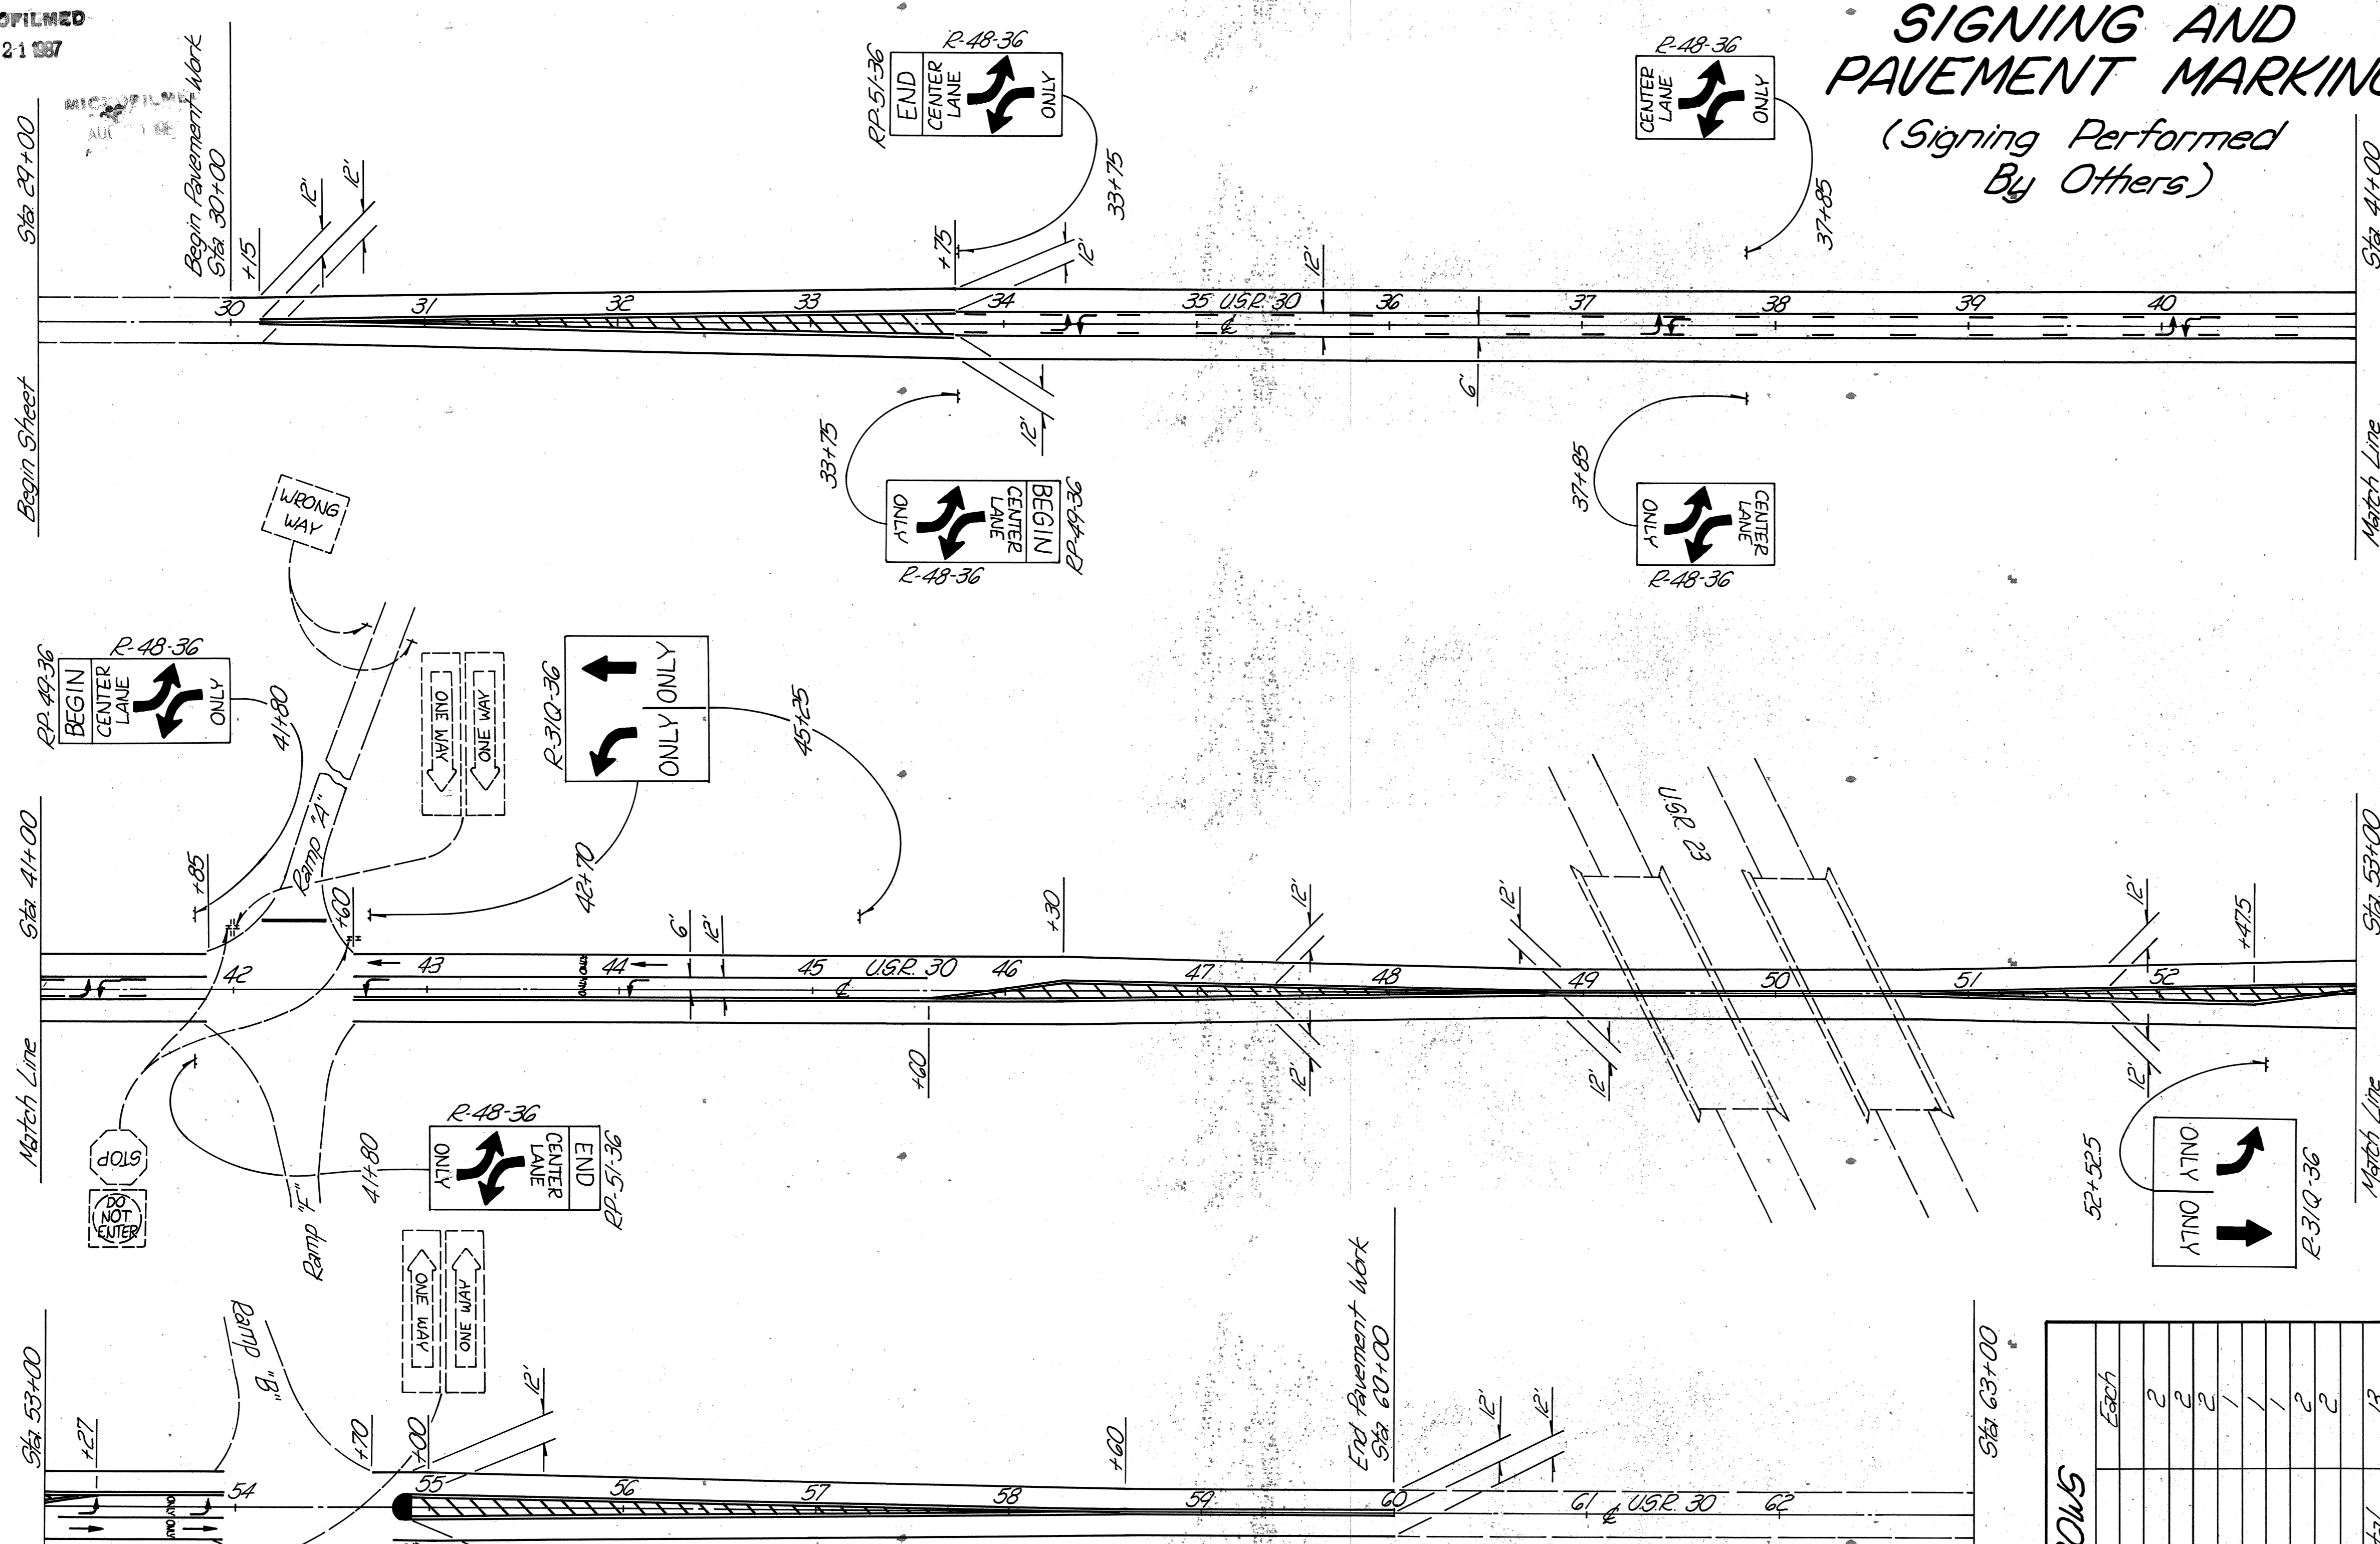 SIGNING AND
PAVEMENT MARKING
(Signing Performed
By Others)
OFILMED
21 1987
MICROFILMED
Begin Sheet
Sta. 29+00
Begin Pavement Work
Sta. 30+00
+15
12'
12'
RP-51-36
R-48-36
END
CENTER
LANE
ONLY
33+75
+75
12'
12'
R-48-36
CENTER
LANE
ONLY
37+85
Sta. 41+00
Match Line
30
31
32
33
34
35
U.S.R. 30
36
37
38
39
40
℄
6'
12'
33+75
BEGIN
CENTER
LANE
ONLY
RP-49-36
R-48-36
37+85
CENTER
LANE
ONLY
R-48-36
WRONG
WAY
RP-49-36
R-48-36
BEGIN
CENTER
LANE
ONLY
41+80
ONE WAY
ONE WAY
R-31Q-36
ONLY
ONLY
45+25
42+70
Sta. 41+00
Match Line
+85
Ramp "A"
+60
6'
12'
+30
12'
12'
U.S.R. 23
12'
+47.5
Sta. 53+00
Match Line
42
43
44
45
U.S.R. 30
46
47
48
49
50
51
52
℄
+60
12'
12'
12'
STOP
DO
NOT
ENTER
Ramp "F"
41+80
R-48-36
END
CENTER
LANE
ONLY
RP-51-36
52+52.5
ONLY
ONLY
R-31Q-36
ONE WAY
ONE WAY
Sta. 53+00
+27
Ramp "B"
+70
+00
12'
+60
End Pavement Work
Sta. 60+00
12'
12'
Sta. 63+00
54
55
56
57
58
59
60
61
℄ U.S.R. 30
62
ONLY ONLY
Each
2
2
2
1
1
1
2
2
13